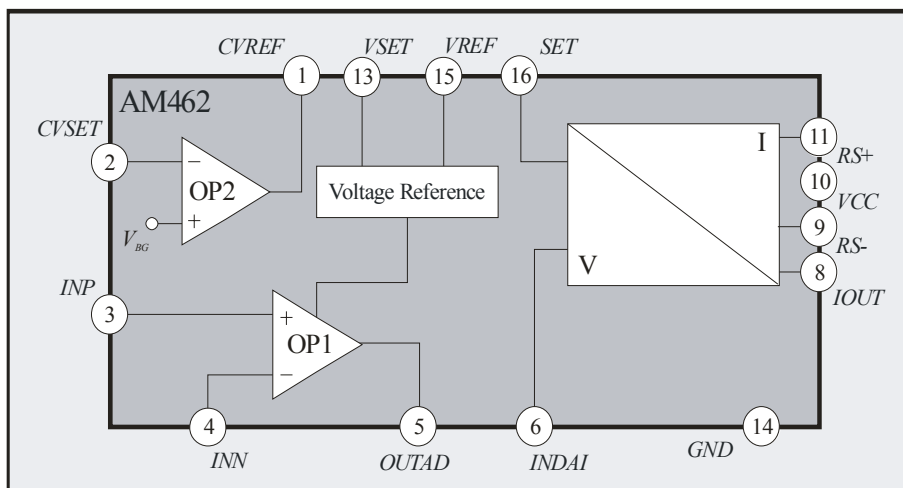 CVREF VSET VREF SET
1 13 15 16
AM462
CVSET
2
− OP2 +
V_BG
Voltage Reference
I
V
11
RS+
10
VCC
9
RS-
8
IOUT
INP
3
+ OP1 −
4 5 6 14
INN OUTAD INDAI GND